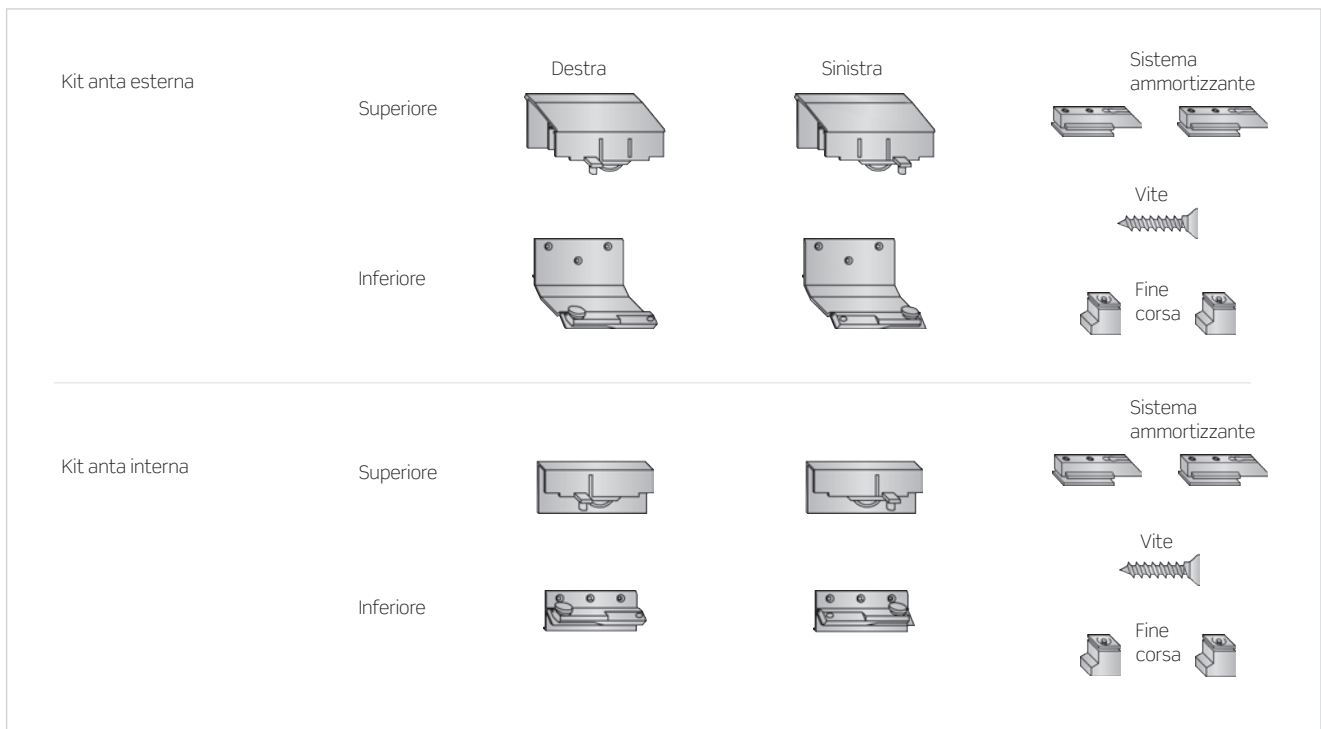 Kit anta esterna
Destra
Sinistra
Sistema
ammortizzante
Superiore
Vite
Inferiore
Fine
corsa
Kit anta interna
Sistema
ammortizzante
Superiore
Vite
Inferiore
Fine
corsa